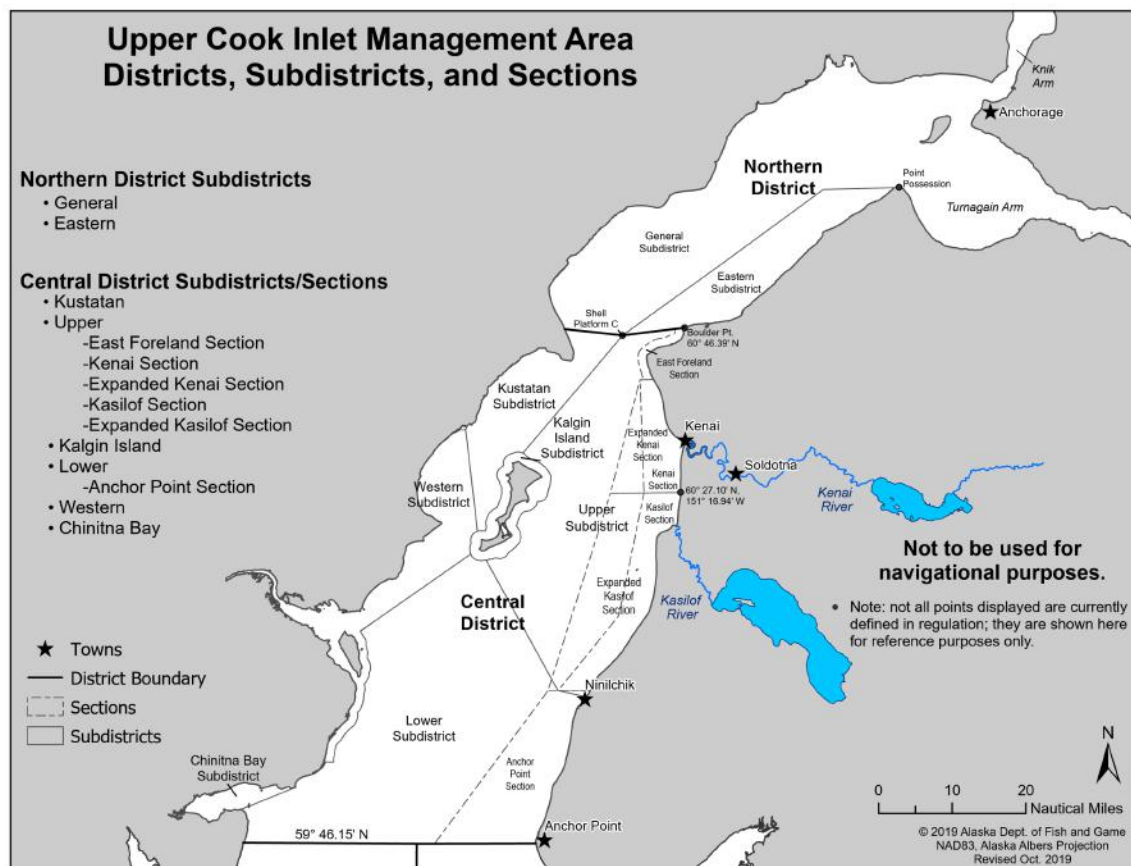 Upper Cook Inlet Management Area
Districts, Subdistricts, and Sections
Northern District Subdistricts
• General
• Eastern
Central District Subdistricts/Sections
• Kustatan
• Upper
-East Foreland Section
-Kenai Section
-Expanded Kenai Section
-Kasilof Section
-Expanded Kasilof Section
• Kalgin Island
• Lower
-Anchor Point Section
• Western
• Chinitna Bay
Towns
District Boundary
Sections
Subdistricts
Knik
Arm
Anchorage
Northern
District
Point
Possession
Turnagain Arm
General
Subdistrict
Eastern
Subdistrict
Shell
Platform C
Boulder Pt.
60° 46.39' N
East Foreland
Section
Kustatan
Subdistrict
Kalgin
Island
Subdistrict
Expanded
Kenai
Section
Kenai
Soldotna
Western
Subdistrict
Kenai
Section
60° 27.10' N,
151° 16.94' W
Kenai
River
Upper
Subdistrict
Kasilof
Section
Expanded
Kasilof
Section
Kasilof
River
Central
District
Ninilchik
Lower
Subdistrict
Anchor
Point
Section
Chinitna Bay
Subdistrict
59° 46.15' N
Anchor Point
Not to be used for
navigational purposes.
• Note: not all points displayed are currently
defined in regulation; they are shown here
for reference purposes only.
N
0 10 20
Nautical Miles
© 2019 Alaska Dept. of Fish and Game
NAD83, Alaska Albers Projection
Revised Oct. 2019